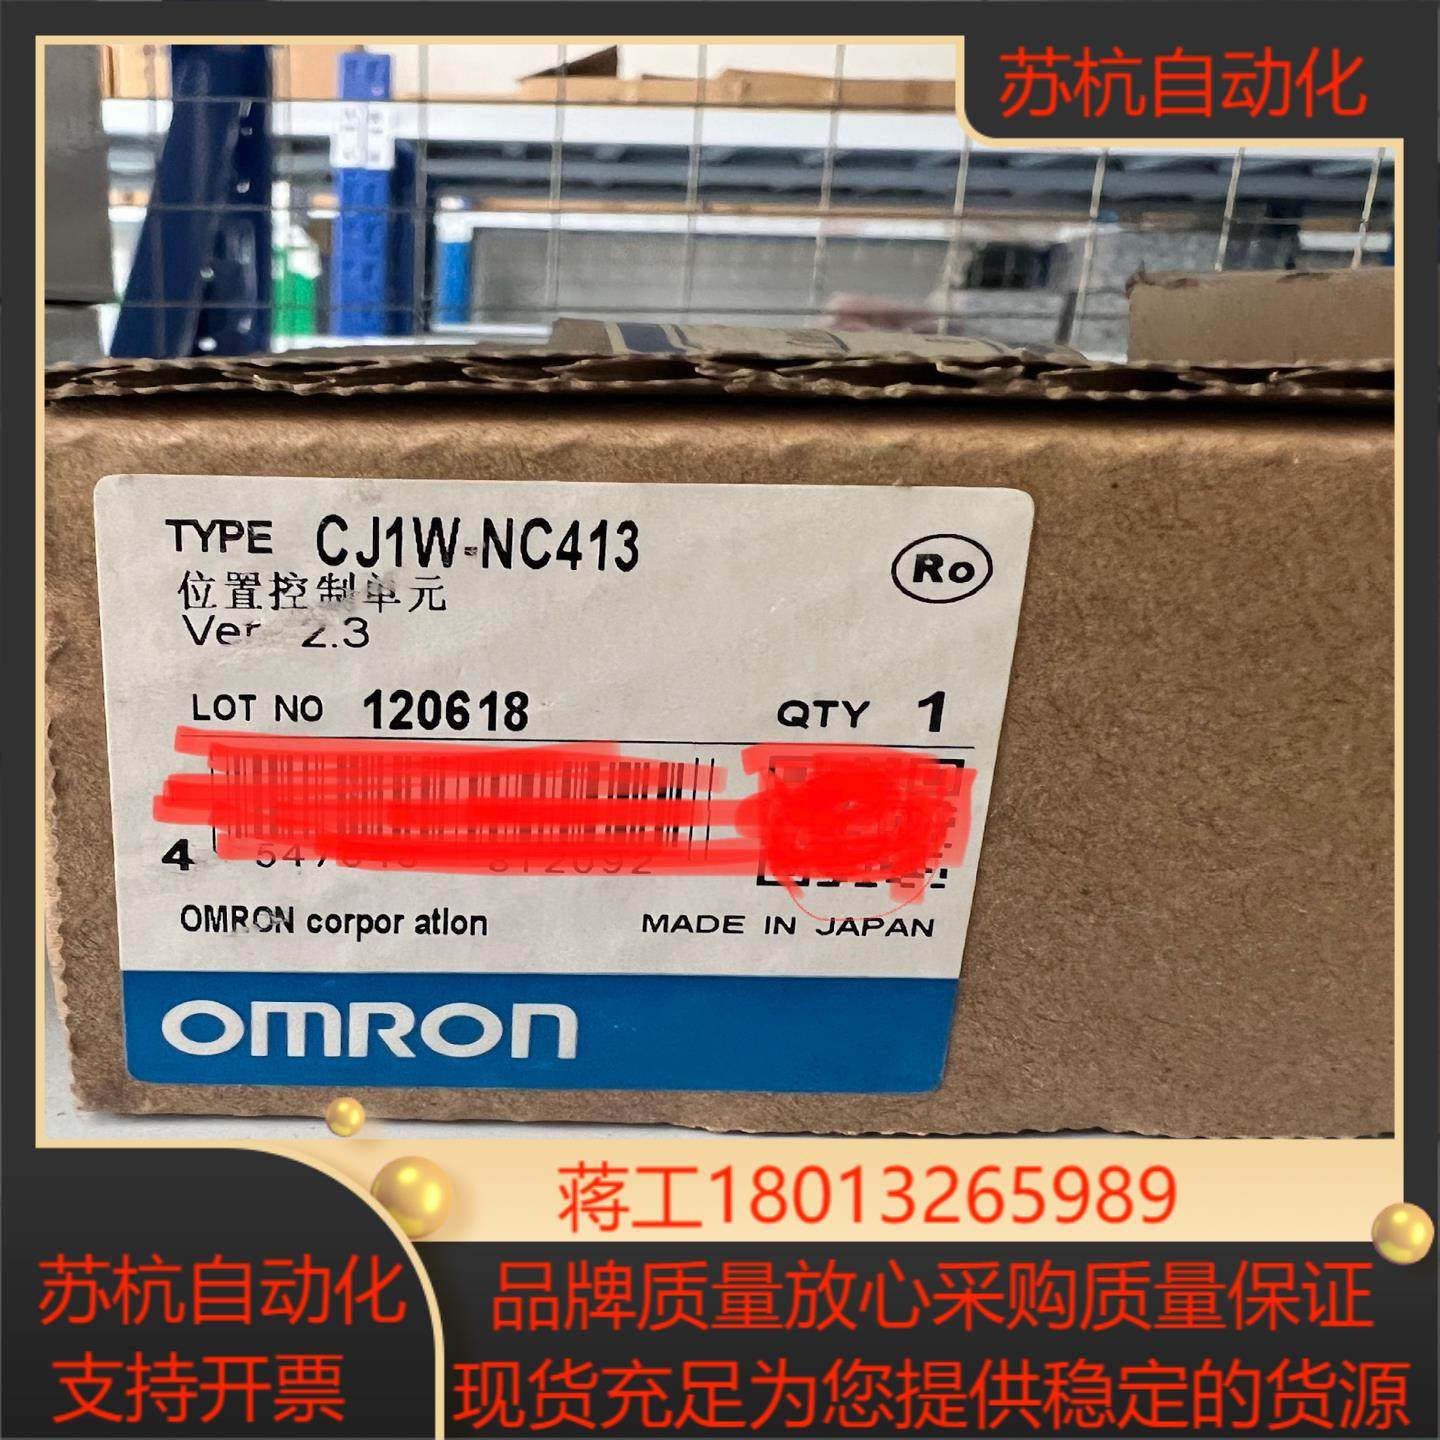 苏杭自动化
TYPE CJ1W-NC413
Ro
位置控制单元
Ver 2.3
LOT NO 120618 QTY 1
4
OMRON corpor atlon MADE IN JAPAN
OMRON
蒋工18013265989
苏杭自动化
支持开票
品牌质量放心采购质量保证
现货充足为您提供稳定的货源